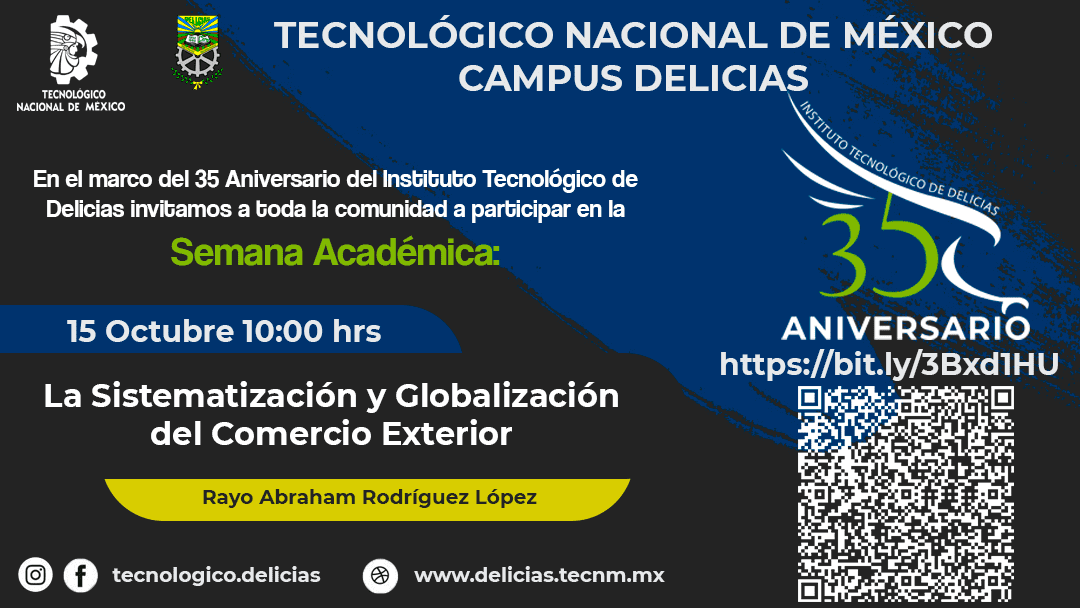 TECNOLÓGICO
NACIONAL DE MÉXICO
TECNOLÓGICO NACIONAL DE MÉXICO
CAMPUS DELICIAS
En el marco del 35 Aniversario del Instituto Tecnológico de
Delicias invitamos a toda la comunidad a participar en la
Semana Académica:
15 Octubre 10:00 hrs
La Sistematización y Globalización
del Comercio Exterior
Rayo Abraham Rodríguez López
tecnologico.delicias
www.delicias.tecnm.mx
INSTITUTO TECNOLÓGICO DE DELICIAS
35
ANIVERSARIO
https://bit.ly/3Bxd1HU